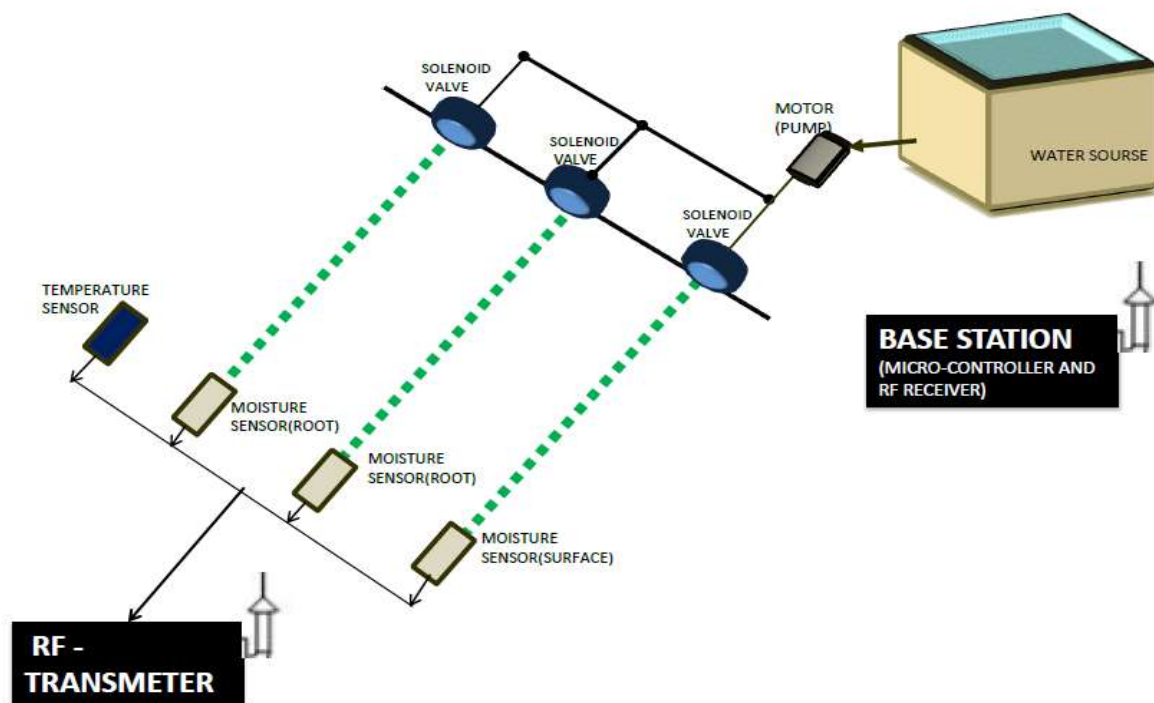 SOLENOID
VALVE
SOLENOID
VALVE
MOTOR
(PUMP)
WATER SOURSE
SOLENOID
VALVE
TEMPERATURE
SENSOR
BASE STATION
(MICRO-CONTROLLER AND
RF RECEIVER)
MOISTURE
SENSOR(ROOT)
MOISTURE
SENSOR(ROOT)
MOISTURE
SENSOR(SURFACE)
RF -
TRANSMETER